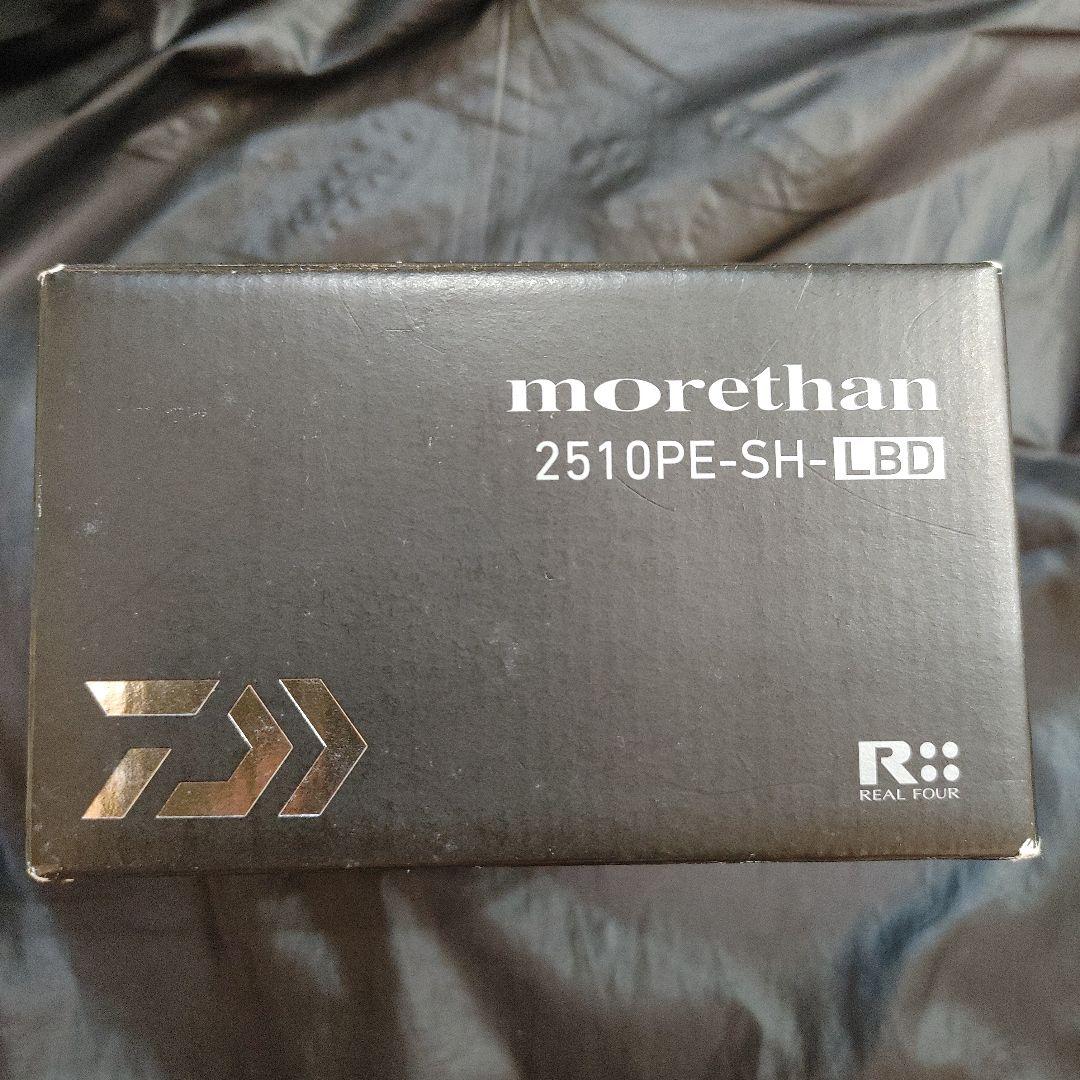 morethan
2510PE-SH-LBD
R
REAL FOUR